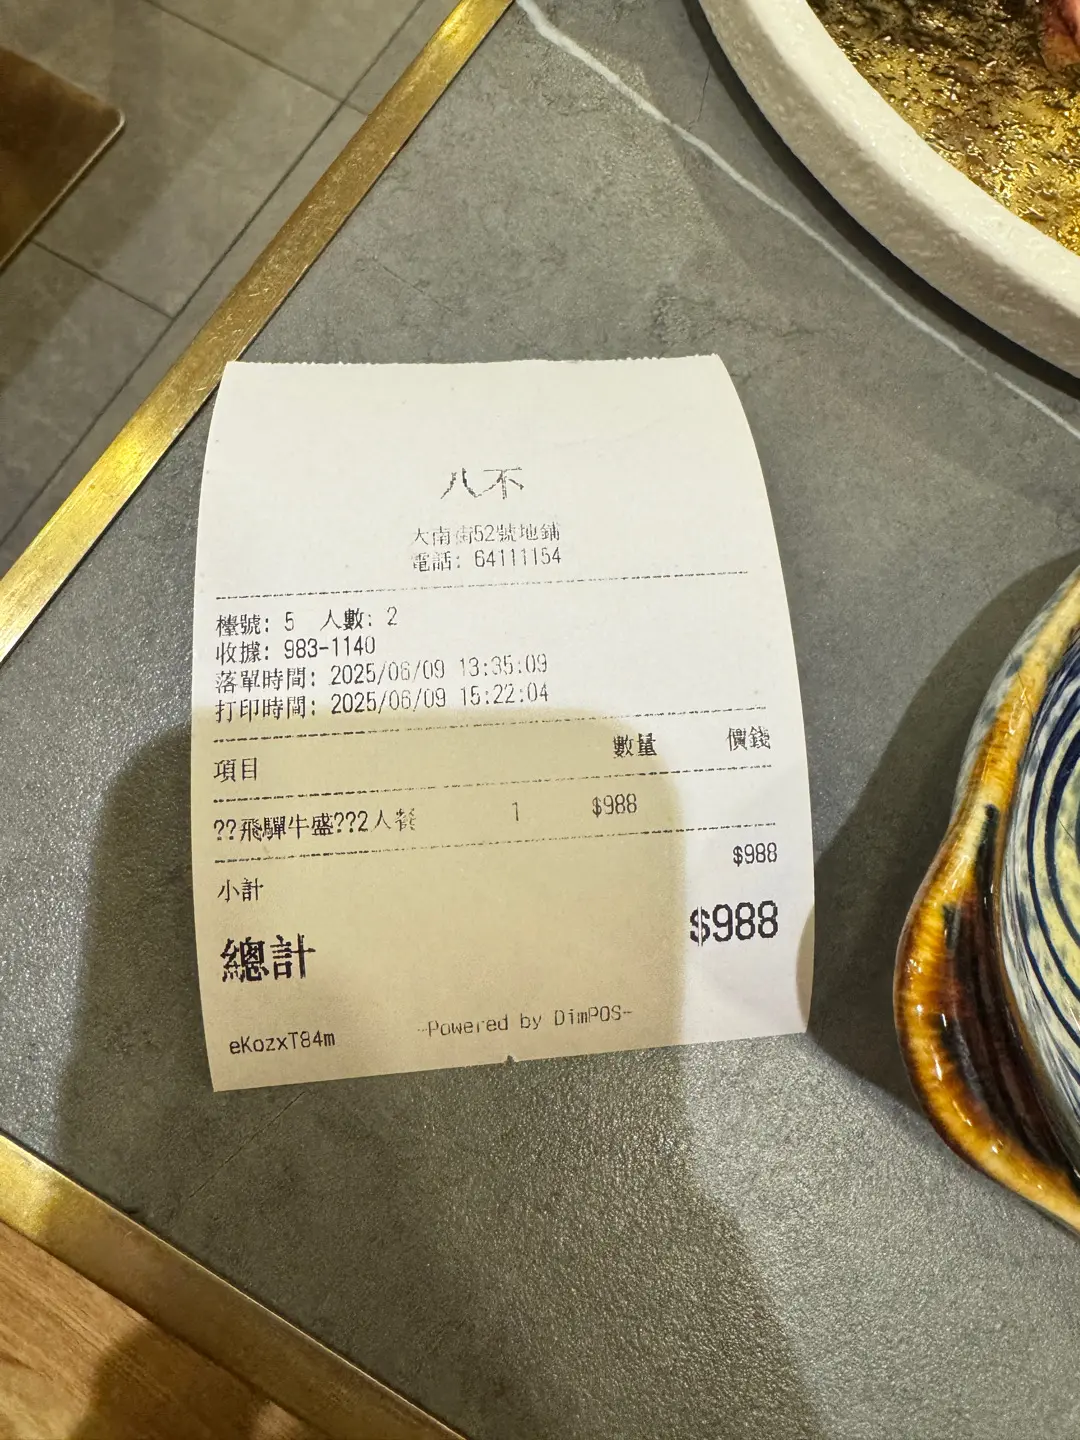 八不
大南街52號地鋪
電話: 64111154
檯號: 5 人數: 2
收據: 983-1140
落單時間: 2025/06/09 13:35:09
打印時間: 2025/06/09 15:22:04
項目 數量 價錢
??飛驒牛盛??2人餐 1 $988
小計 $988
總計 $988
eKozxT84m -Powered by DimPOS-